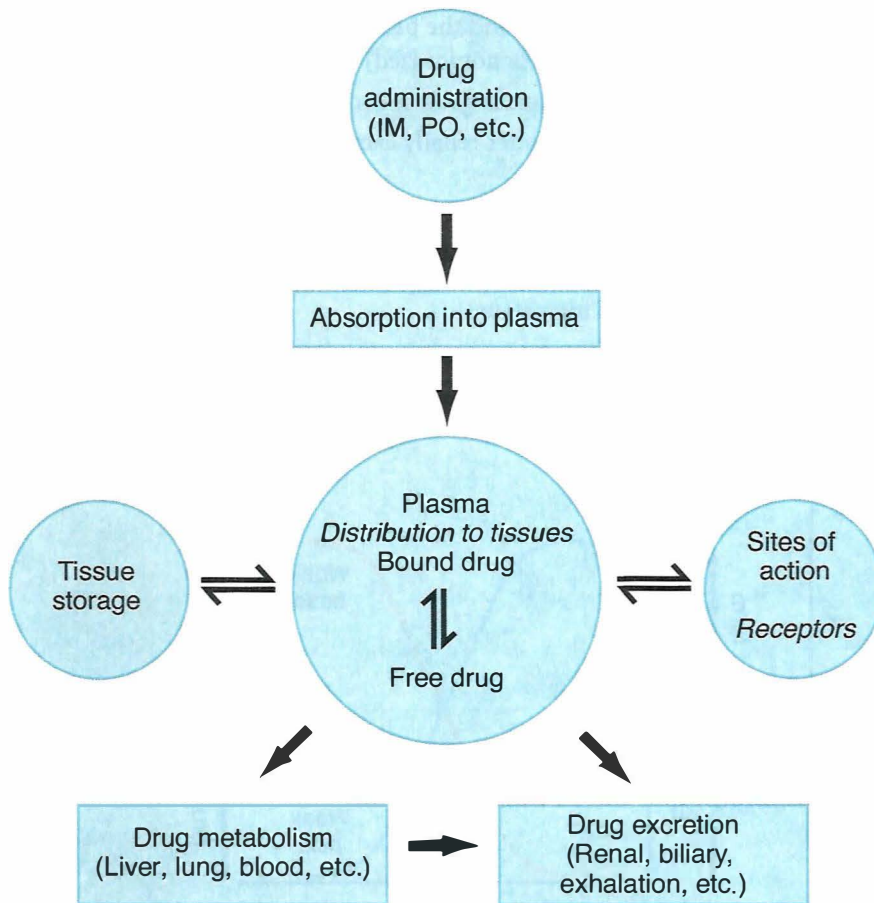 Drug
administration
(IM, PO, etc.)
Absorption into plasma
Plasma
Distribution to tissues
Bound drug
Free drug
Tissue
storage
Sites of
action
Receptors
Drug metabolism
(Liver, lung, blood, etc.)
Drug excretion
(Renal, biliary,
exhalation, etc.)